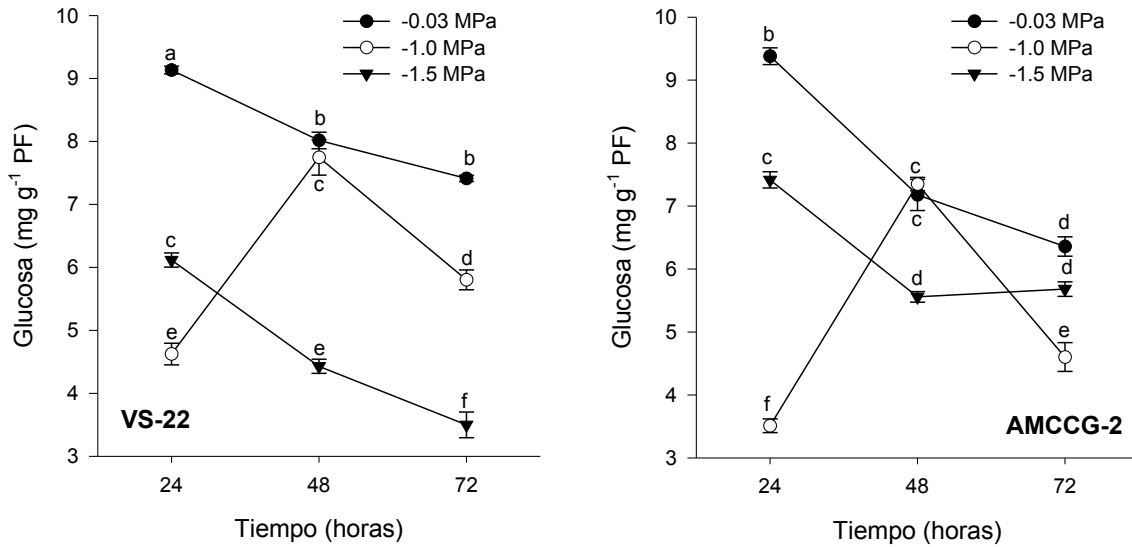 -0.03 MPa
-1.0 MPa
-1.5 MPa
10
9
8
7
6
5
4
3
Glucosa (mg g⁻¹ PF)
a
b
b
c
c
d
e
e
f
VS-22
24
48
72
Tiempo (horas)
-0.03 MPa
-1.0 MPa
-1.5 MPa
10
9
8
7
6
5
4
3
Glucosa (mg g⁻¹ PF)
b
c
c
c
d
d
d
e
f
AMCCG-2
24
48
72
Tiempo (horas)